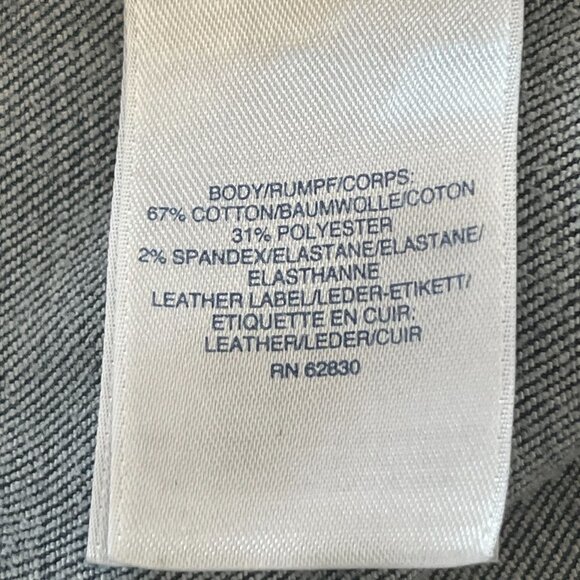 BODY/RUMPF/CORPS:
67% COTTON/BAUMWOLLE/COTON
31% POLYESTER
2% SPANDEX/ELASTANE/ELASTANE/
ELASTHANNE
LEATHER LABEL/LEDER-ETIKETT/
ETIQUETTE EN CUIR:
LEATHER/LEDER/CUIR
RN 62830